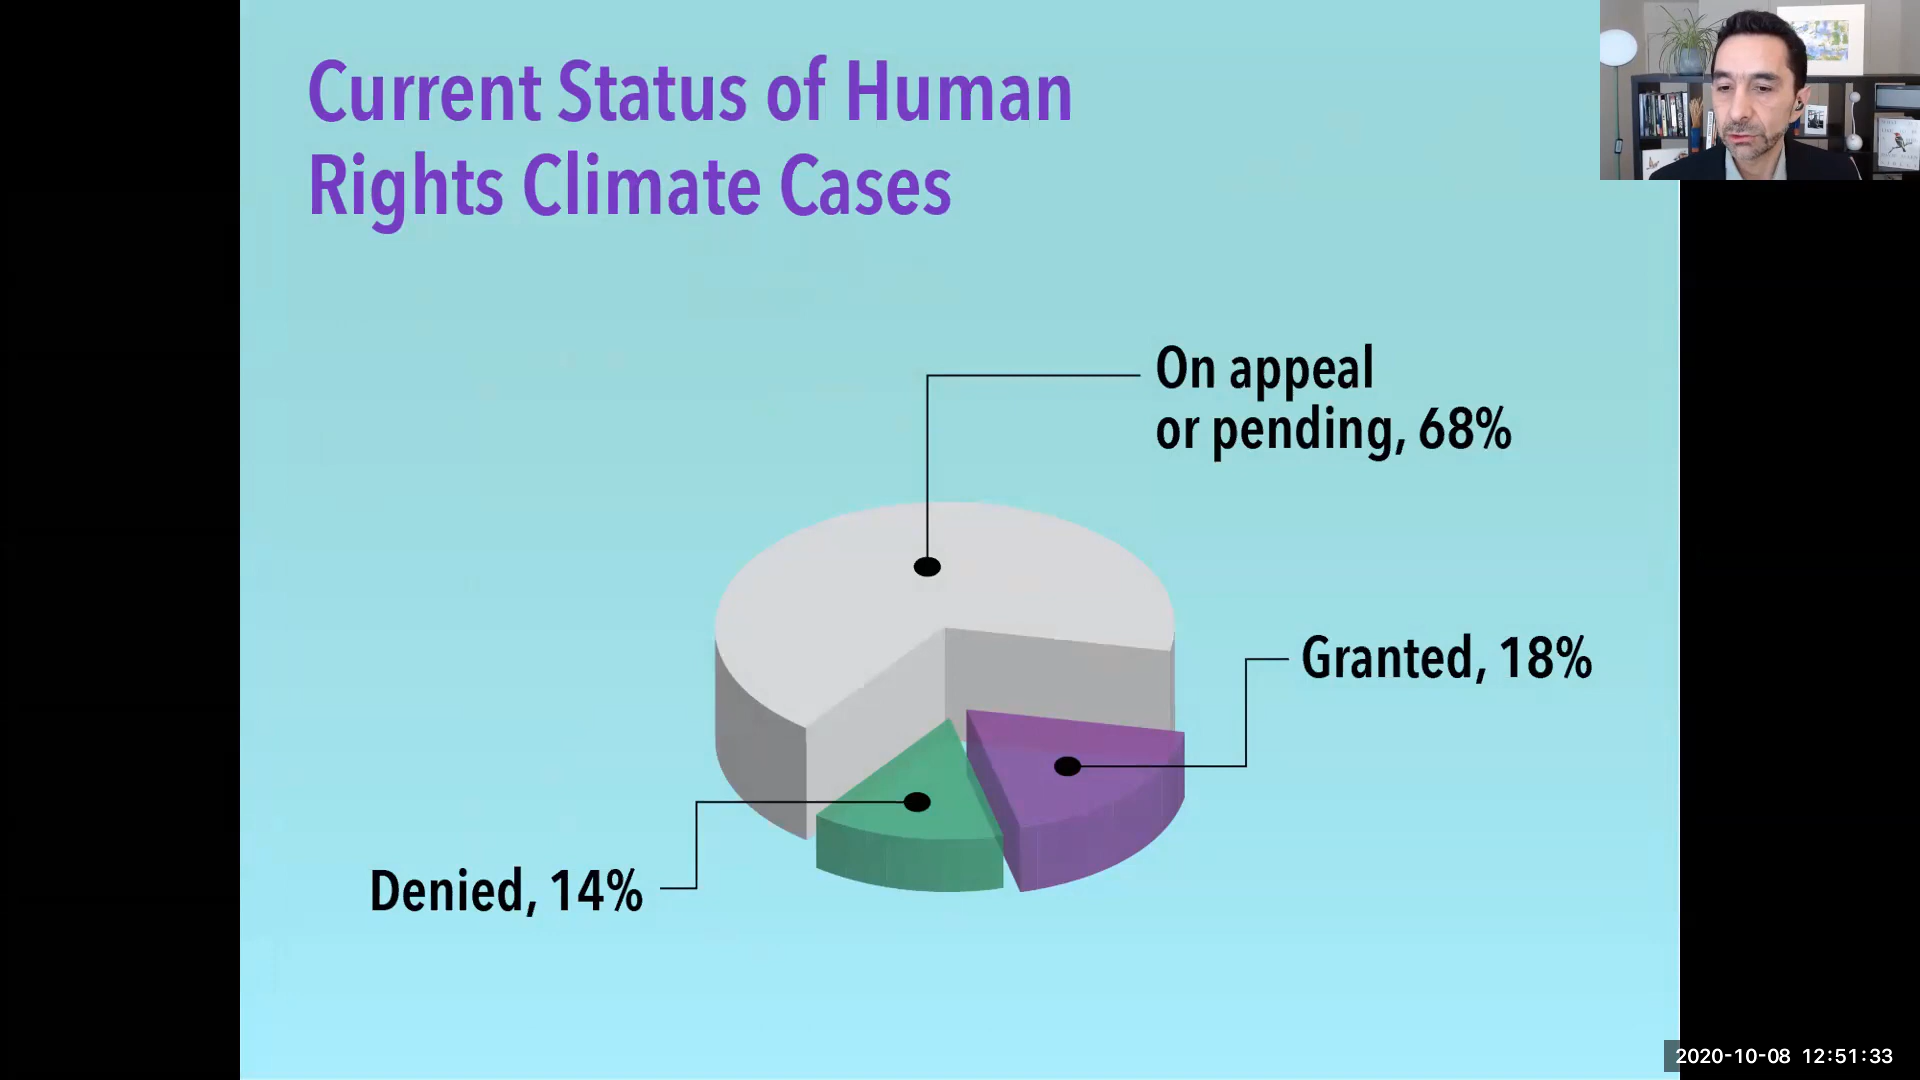 Current Status of Human
Rights Climate Cases
On appeal
or pending, 68%
Granted, 18%
Denied, 14%
2020-10-08 12:51:33